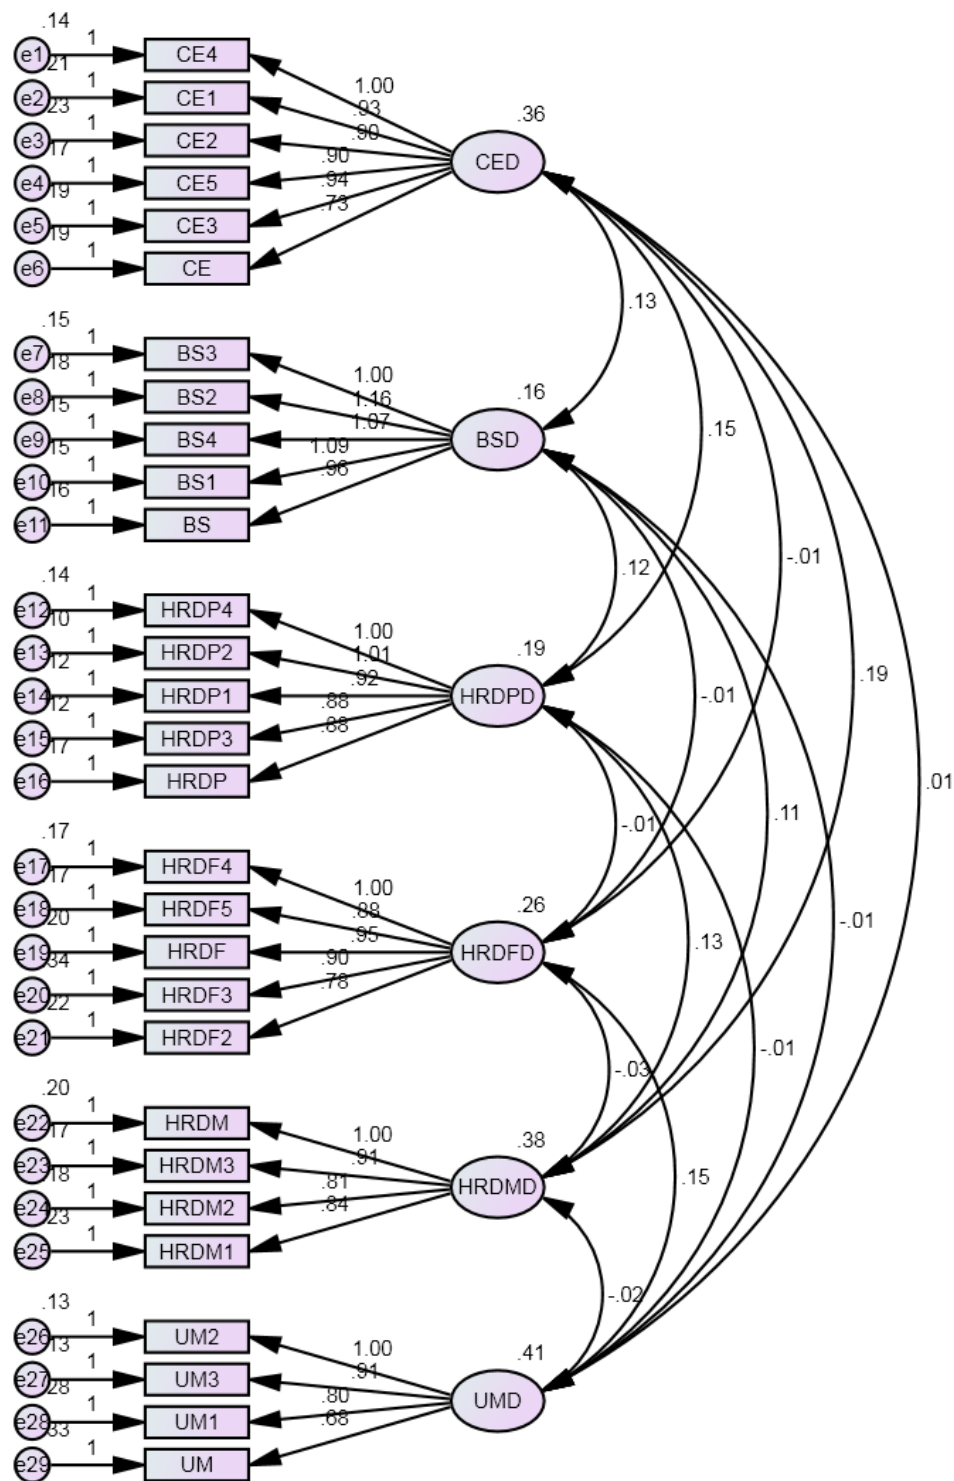 .14
e1 1 CE4
.21
e2 1 CE1
.23
e3 1 CE2
.17
e4 1 CE5
.19
e5 1 CE3
.19
e6 1 CE
1.00
.93
.90
.90
.94
.73
.36
CED
.13
.15
e7 1 BS3
.18
e8 1 BS2
.15
e9 1 BS4
.15
e10 1 BS1
.16
e11 1 BS
1.00
1.16
1.07
1.09
.96
.16
BSD
.15
-.01
.12
.14
e12 1 HRDP4
.10
e13 1 HRDP2
.12
e14 1 HRDP1
.12
e15 1 HRDP3
.17
e16 1 HRDP
1.00
1.01
.92
.88
.88
.19
HRDPD
-.01
.19
.01
-.01
.11
.17
e17 1 HRDF4
.17
e18 1 HRDF5
.20
e19 1 HRDF
.34
e20 1 HRDF3
.22
e21 1 HRDF2
1.00
.88
.95
.90
.78
.26
HRDFD
.13
-.01
-.01
-.03
.20
e22 1 HRDM
.17
e23 1 HRDM3
.18
e24 1 HRDM2
.23
e25 1 HRDM1
1.00
.91
.81
.84
.38
HRDMD
.15
-.02
.13
e26 1 UM2
.13
e27 1 UM3
.28
e28 1 UM1
.33
e29 1 UM
1.00
.91
.80
.68
.41
UMD